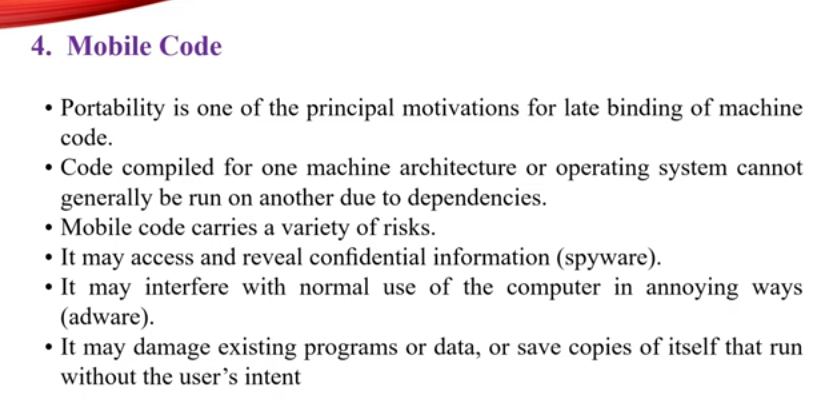 4. Mobile Code
• Portability is one of the principal motivations for late binding of machine
code.
• Code compiled for one machine architecture or operating system cannot
generally be run on another due to dependencies.
• Mobile code carries a variety of risks.
• It may access and reveal confidential information (spyware).
• It may interfere with normal use of the computer in annoying ways
(adware).
• It may damage existing programs or data, or save copies of itself that run
without the user’s intent